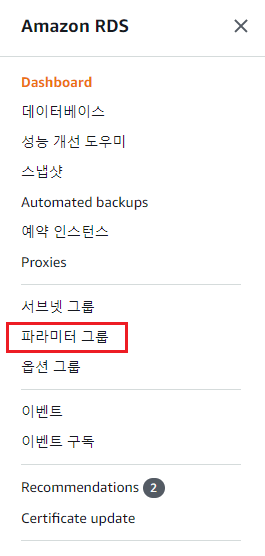 Amazon RDS
Dashboard
데이터베이스
성능 개선 도우미
스냅샷
Automated backups
예약 인스턴스
Proxies
서브넷 그룹
파라미터 그룹
옵션 그룹
이벤트
이벤트 구독
Recommendations 2
Certificate update